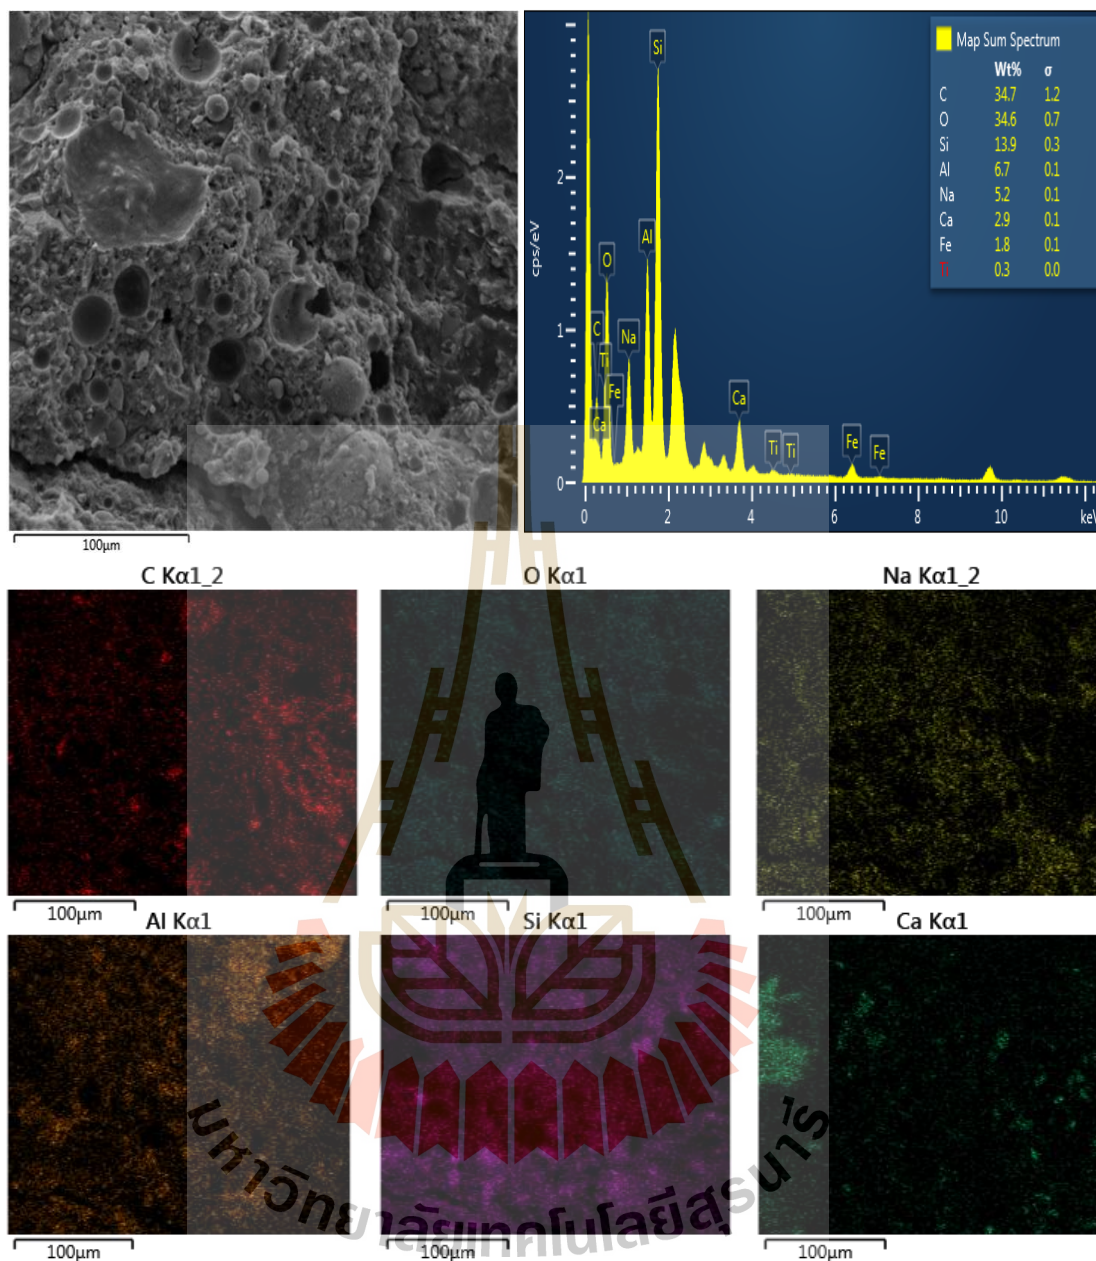 Map Sum Spectrum
Wt% σ
C 34.7 1.2
O 34.6 0.7
Si 13.9 0.3
Al 6.7 0.1
Na 5.2 0.1
Ca 2.9 0.1
Fe 1.8 0.1
0.3 0.0
Si
Al
O
C
Na
Ti
Fe
Ca
Ca
Ti
Ti
Fe
Fe
cps/eV
2
1
0
0 2 4 6 8 10
100µm
C Kα1_2
O Kα1
Na Kα1_2
100µm
100µm
100µm
Al Kα1
Si Kα1
Ca Kα1
100µm
100µm
100µm
มหาวิทยาลัยเทคโนโลยีสุรนารี